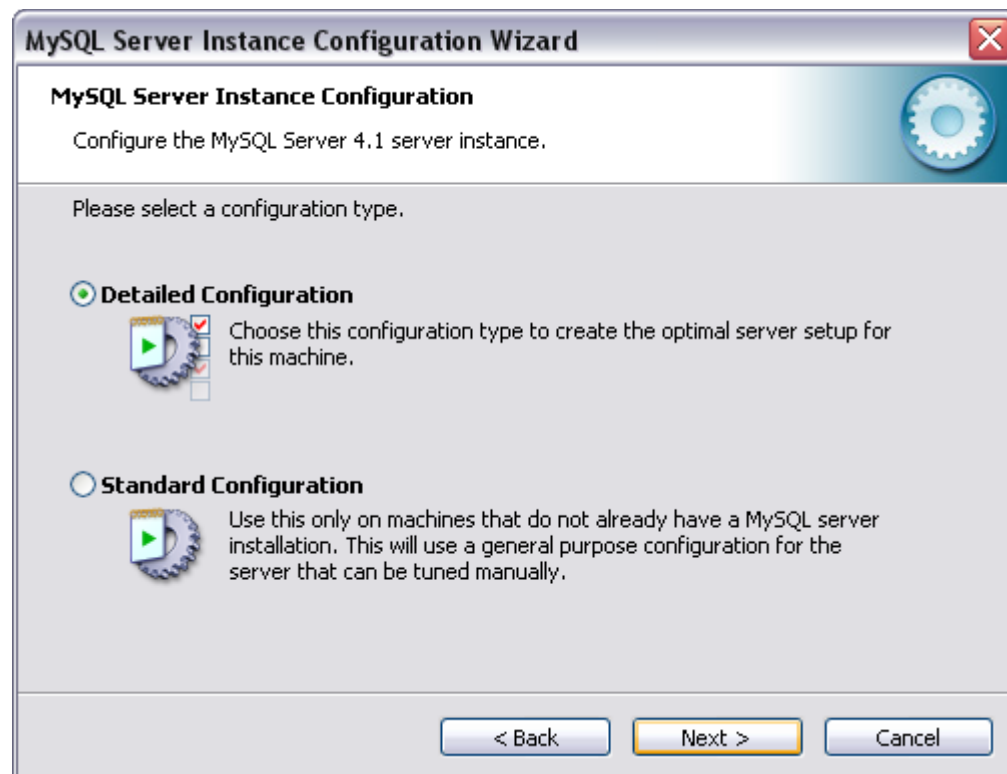 MySQL Server Instance Configuration Wizard
MySQL Server Instance Configuration
Configure the MySQL Server 4.1 server instance.
Please select a configuration type.
Detailed Configuration
Choose this configuration type to create the optimal server setup for
this machine.
Standard Configuration
Use this only on machines that do not already have a MySQL server
installation. This will use a general purpose configuration for the
server that can be tuned manually.
< Back
Next >
Cancel